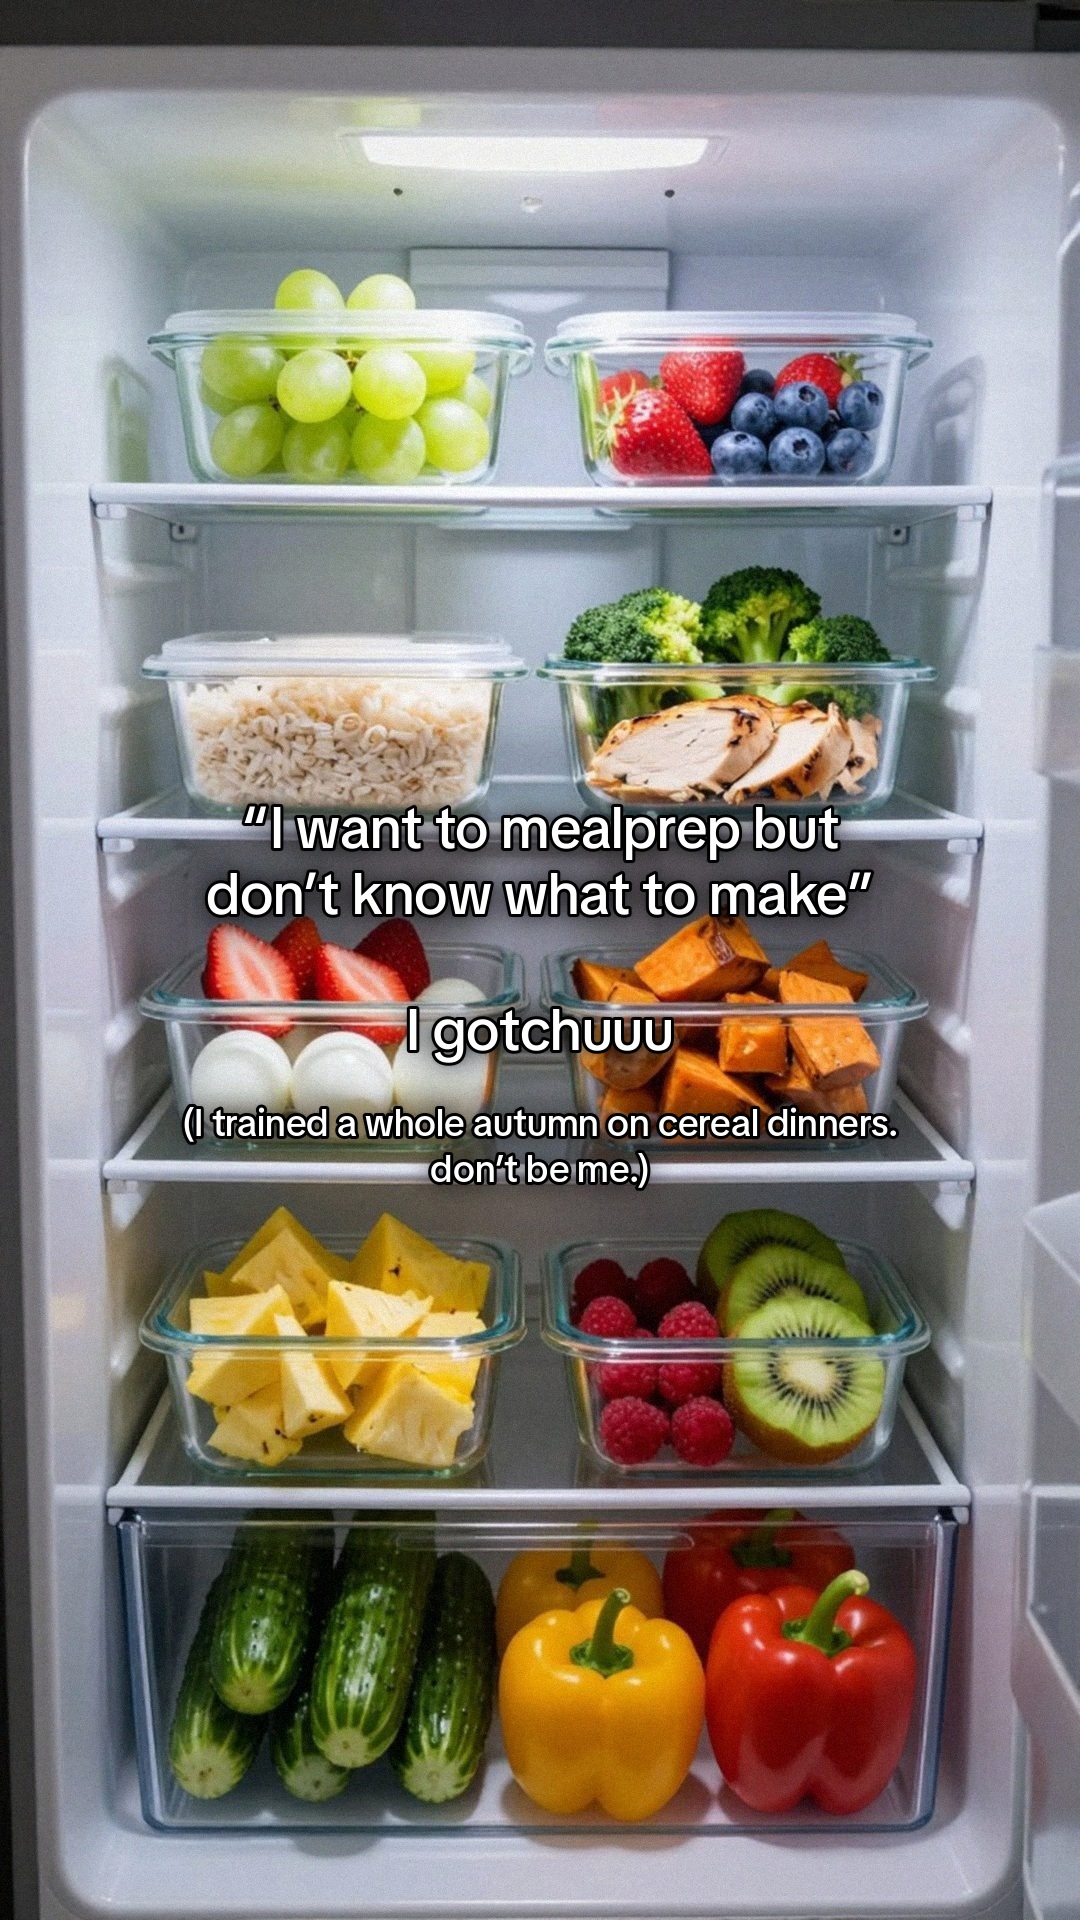 “I want to mealprep but
don’t know what to make”
I gotchuuu
(I trained a whole autumn on cereal dinners.
don’t be me.)